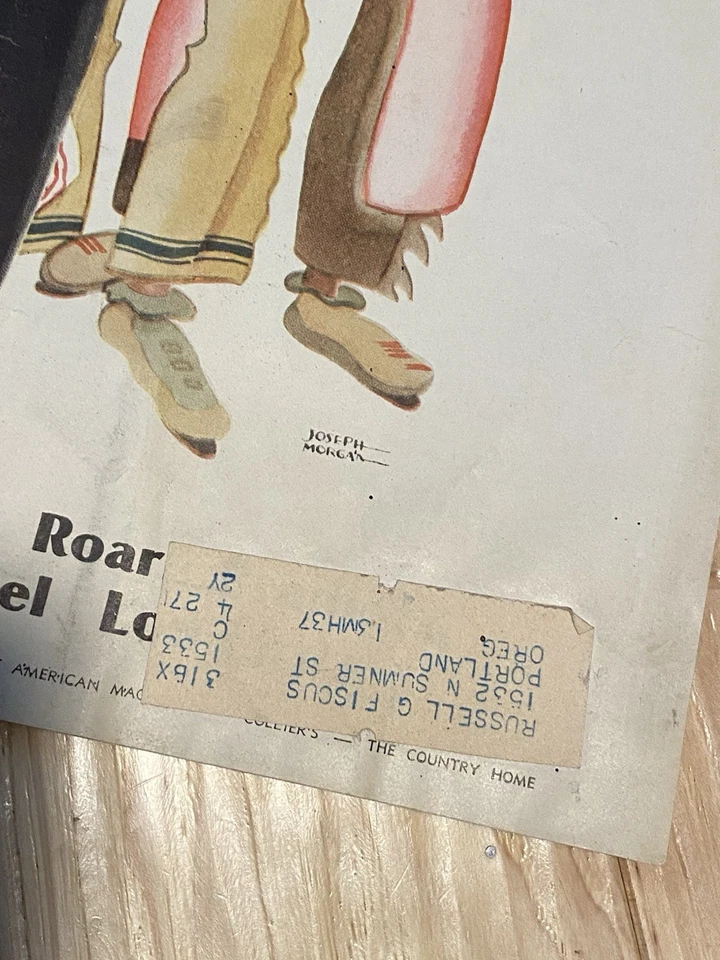 JOSEPH
MORGAN
Roar
el Lo
AMERICAN MAG
COLLIER'S — THE COUNTRY HOME
RUSSELL G FISCUS 31BX
1532 N SUMNER ST 1533
PORTLAND C
OREG. 1.5MH37 4 27
2Y